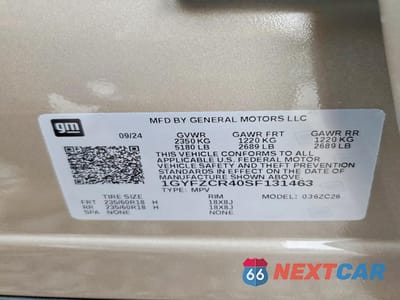 gm
MFD BY GENERAL MOTORS LLC
09/24 GVWR GAWR FRT GAWR RR
2350 KG 1220 KG 1220 KG
5180 LB 2689 LB 2689 LB
THIS VEHICLE CONFORMS TO ALL
APPLICABLE U.S. FEDERAL MOTOR
VEHICLE SAFETY AND THEFT PREVENTION
STANDARDS IN EFFECT ON THE DATE OF
MANUFACTURE SHOWN ABOVE.
1GYFZCR40SF131463
TYPE: MPV MODEL: 036ZC26
TIRE SIZE RIM
FRT 235/60R18 H 18X8J
RR 235/60R18 H 18X8J
SPA NONE NONE
66 NEXTCAR